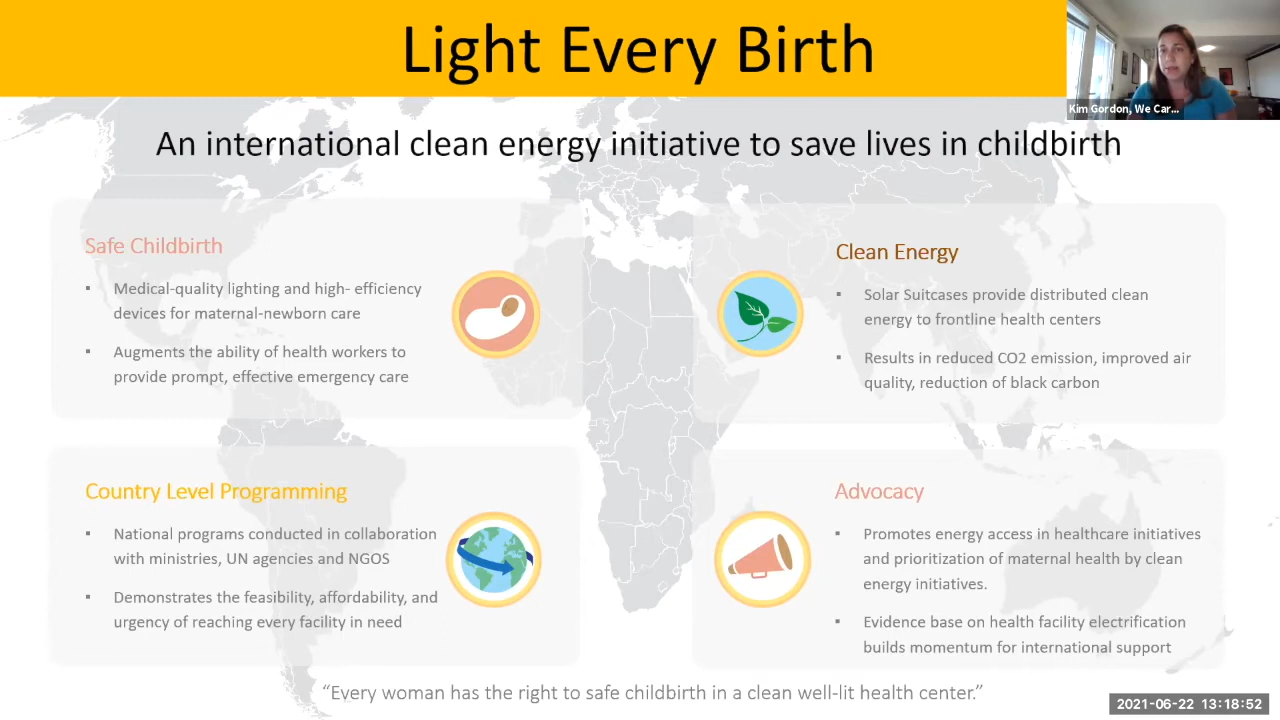 Light Every Birth
Kim Gordon, We Car...
An international clean energy initiative to save lives in childbirth
Safe Childbirth
▪ Medical-quality lighting and high- efficiency
devices for maternal-newborn care
▪ Augments the ability of health workers to
provide prompt, effective emergency care
Clean Energy
▪ Solar Suitcases provide distributed clean
energy to frontline health centers
▪ Results in reduced CO2 emission, improved air
quality, reduction of black carbon
Country Level Programming
▪ National programs conducted in collaboration
with ministries, UN agencies and NGOS
▪ Demonstrates the feasibility, affordability, and
urgency of reaching every facility in need
Advocacy
▪ Promotes energy access in healthcare initiatives
and prioritization of maternal health by clean
energy initiatives.
▪ Evidence base on health facility electrification
builds momentum for international support
“Every woman has the right to safe childbirth in a clean well-lit health center.”
2021-06-22 13:18:52